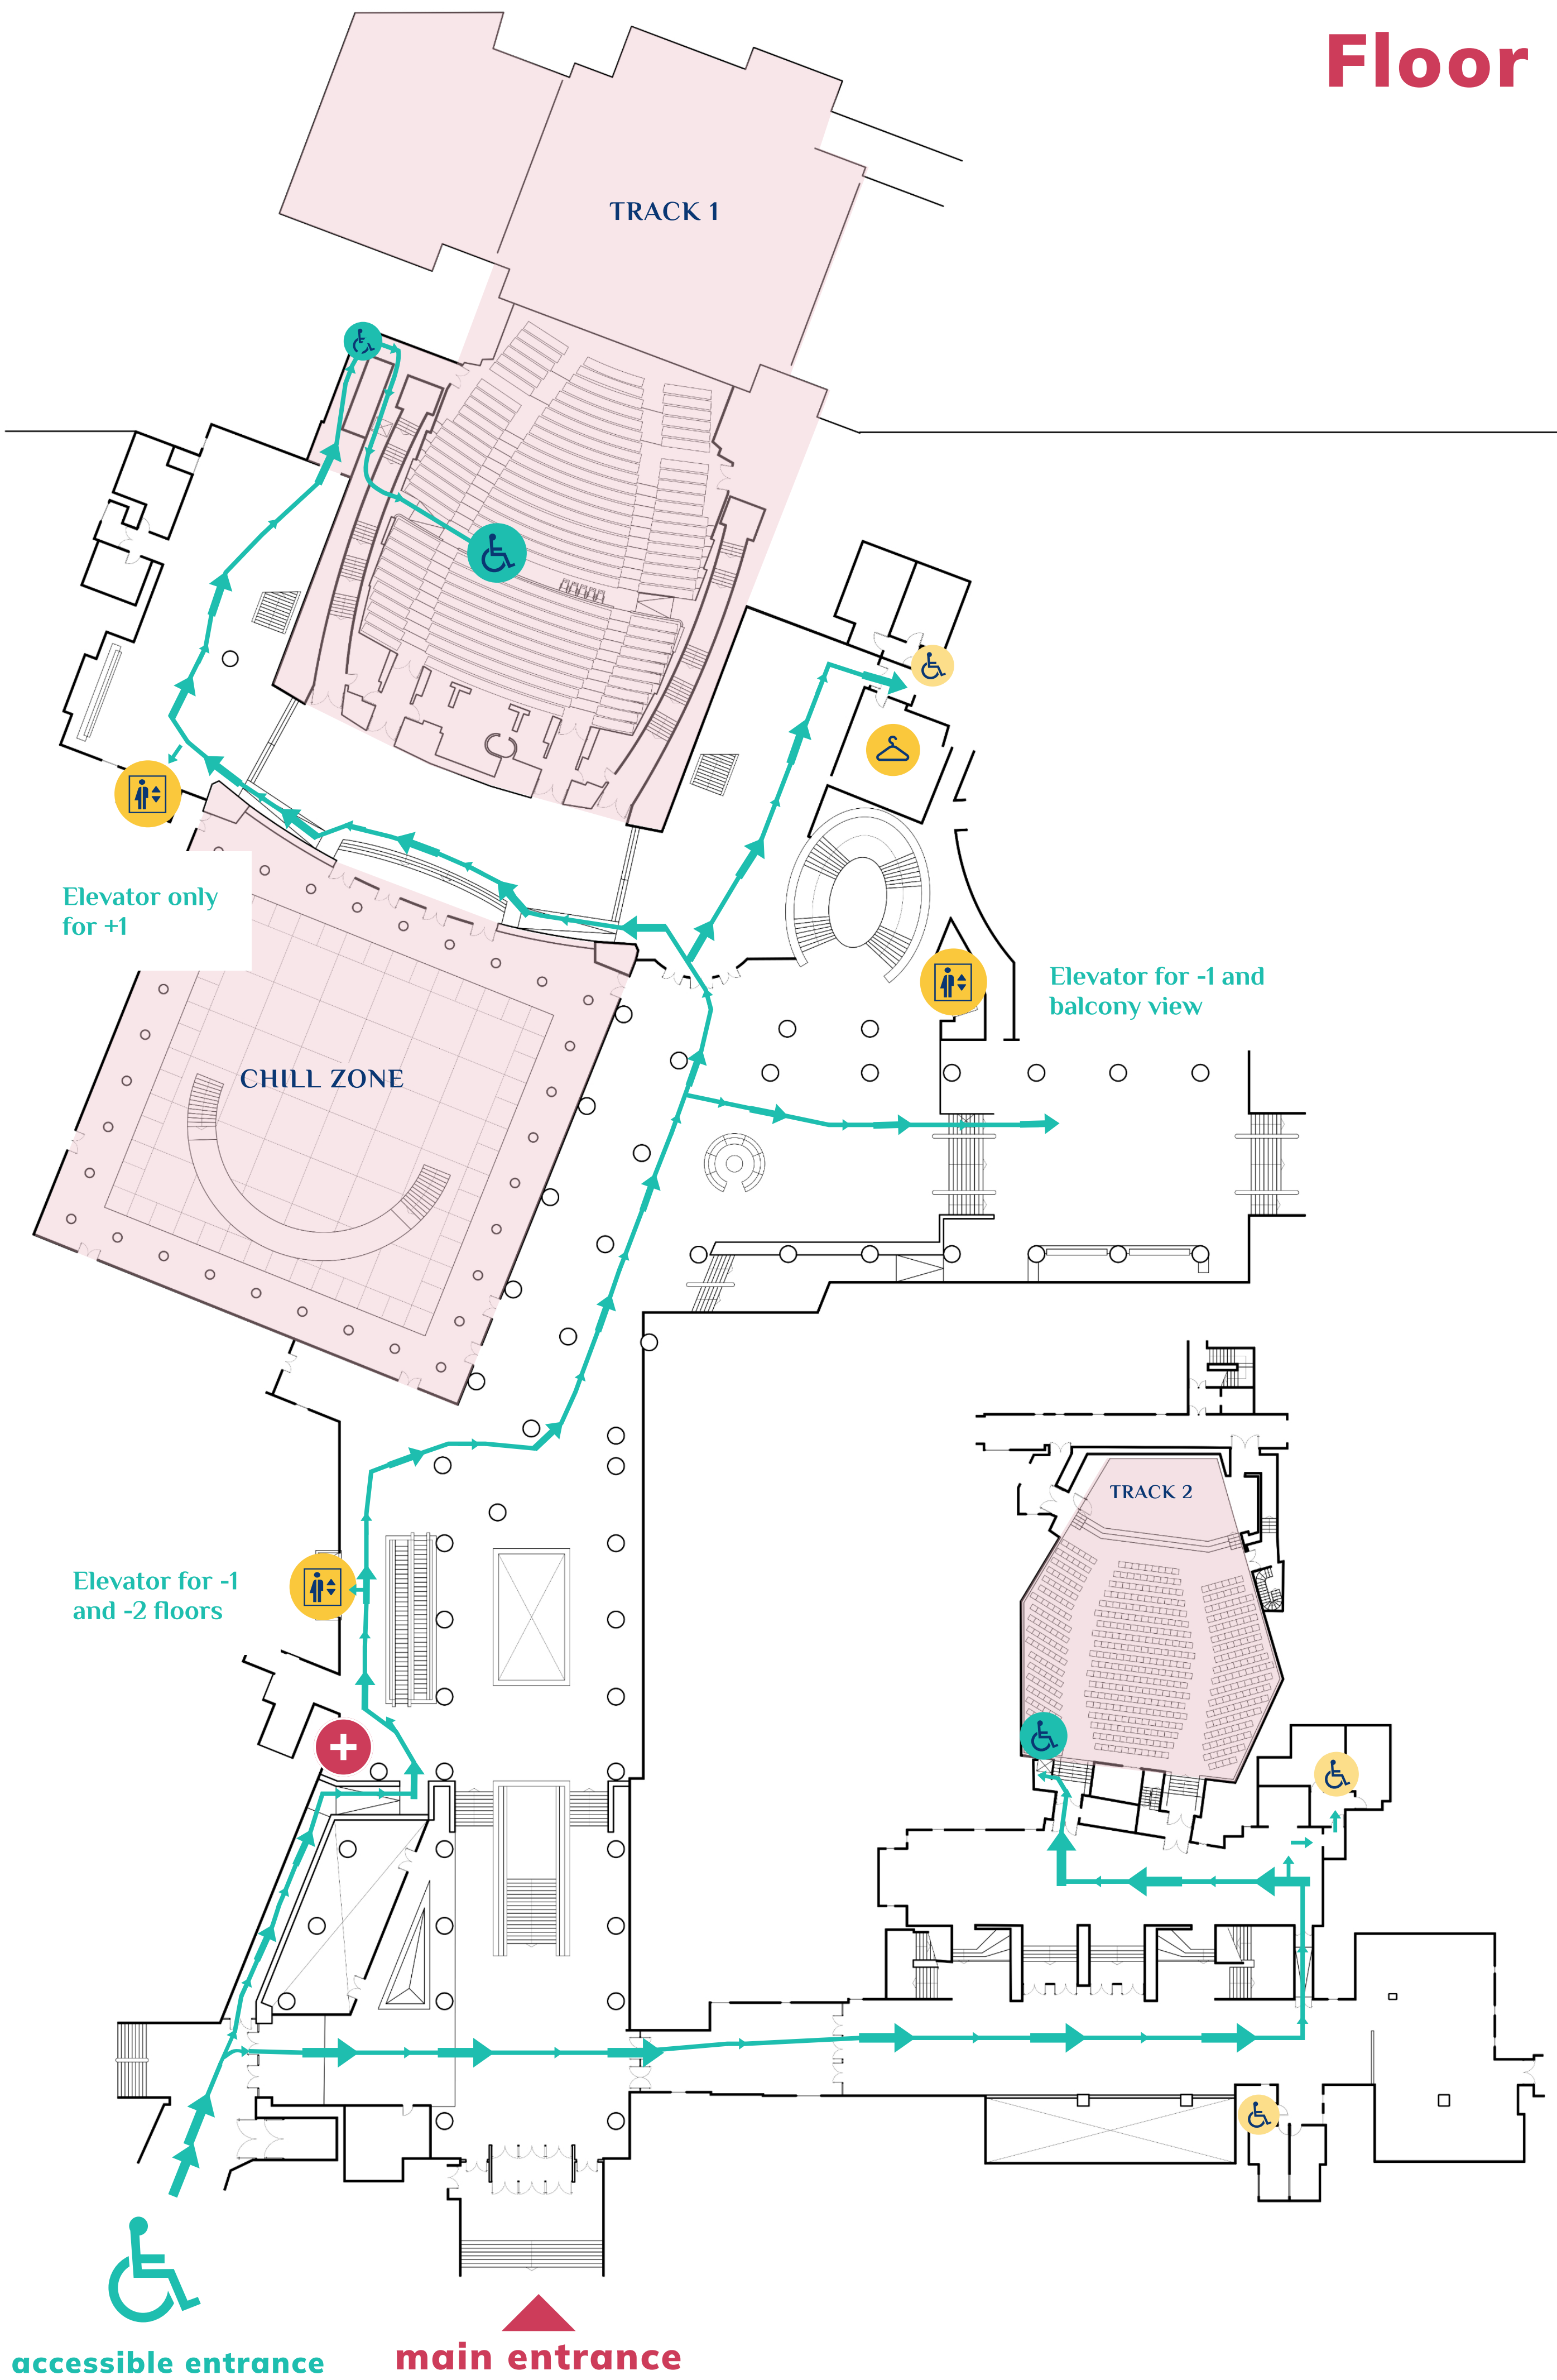 Floor
TRACK 1
Elevator only
for +1
Elevator for -1 and
balcony view
CHILL ZONE
TRACK 2
Elevator for -1
and -2 floors
accessible entrance
main entrance